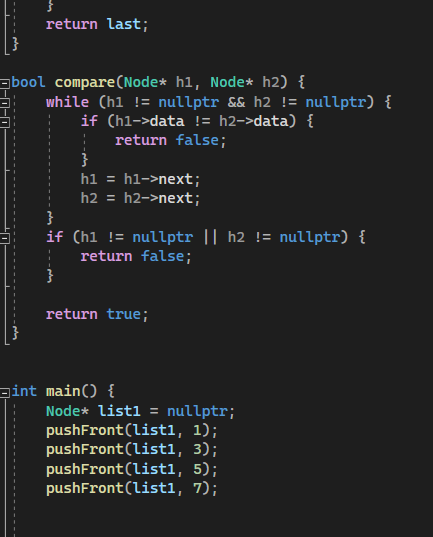 }
    return last;
}

bool compare(Node* h1, Node* h2) {
    while (h1 != nullptr && h2 != nullptr) {
        if (h1->data != h2->data) {
            return false;
        }
        h1 = h1->next;
        h2 = h2->next;
    }
    if (h1 != nullptr || h2 != nullptr) {
        return false;
    }

    return true;
}

int main() {
    Node* list1 = nullptr;
    pushFront(list1, 1);
    pushFront(list1, 3);
    pushFront(list1, 5);
    pushFront(list1, 7);